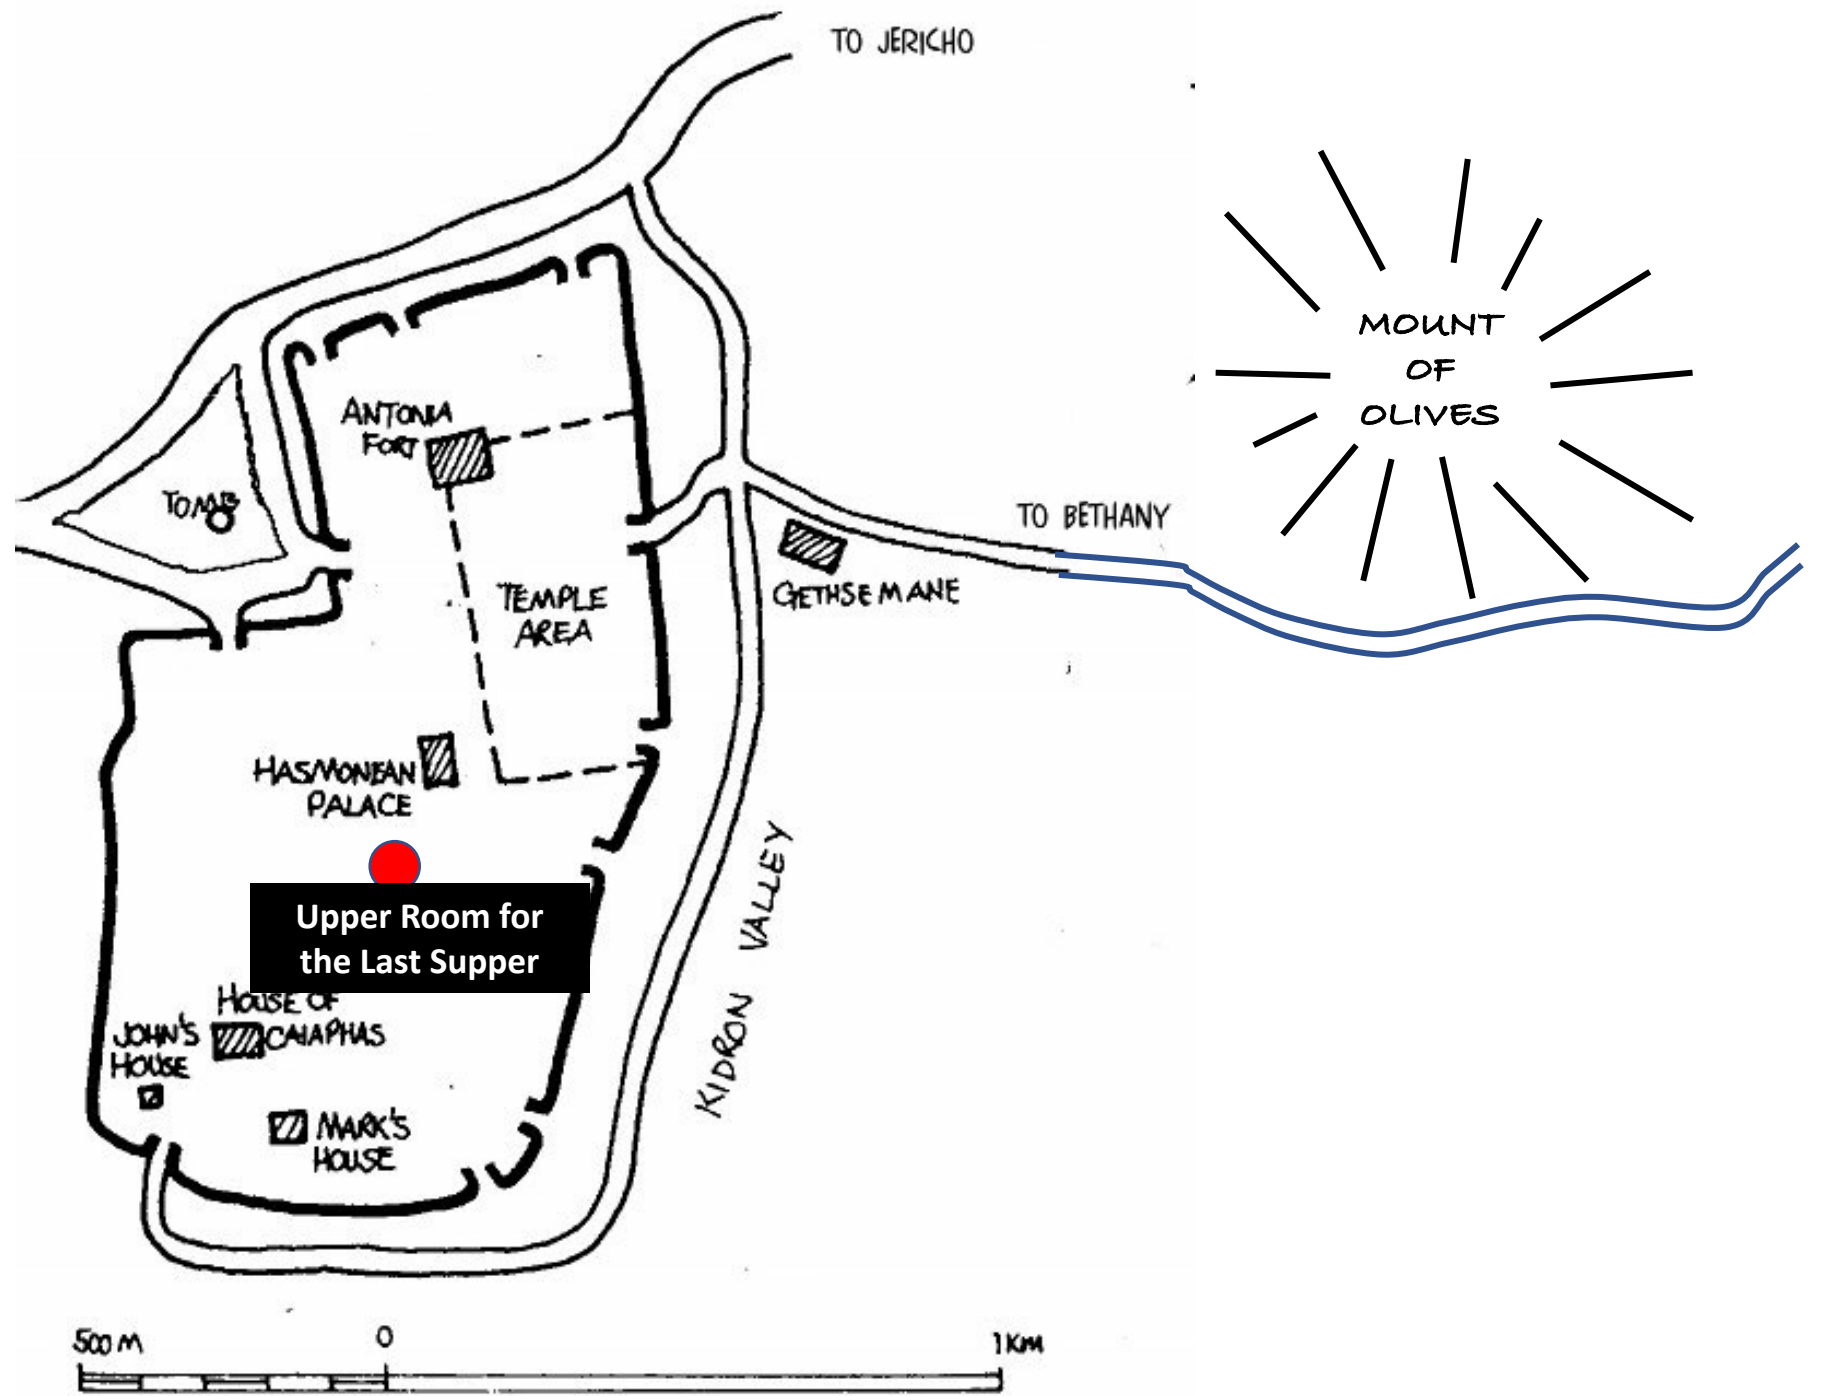 TO JERICHO
MOUNT
OF
OLIVES
ANTONIA
FORT
TOMB
TO BETHANY
TEMPLE
AREA
GETHSEMANE
HASMONEAN
PALACE
KIDRON VALLEY
Upper Room for
the Last Supper
HOUSE OF
CAIAPHAS
JOHN'S
HOUSE
MARK'S
HOUSE
500 M 0 1 KM